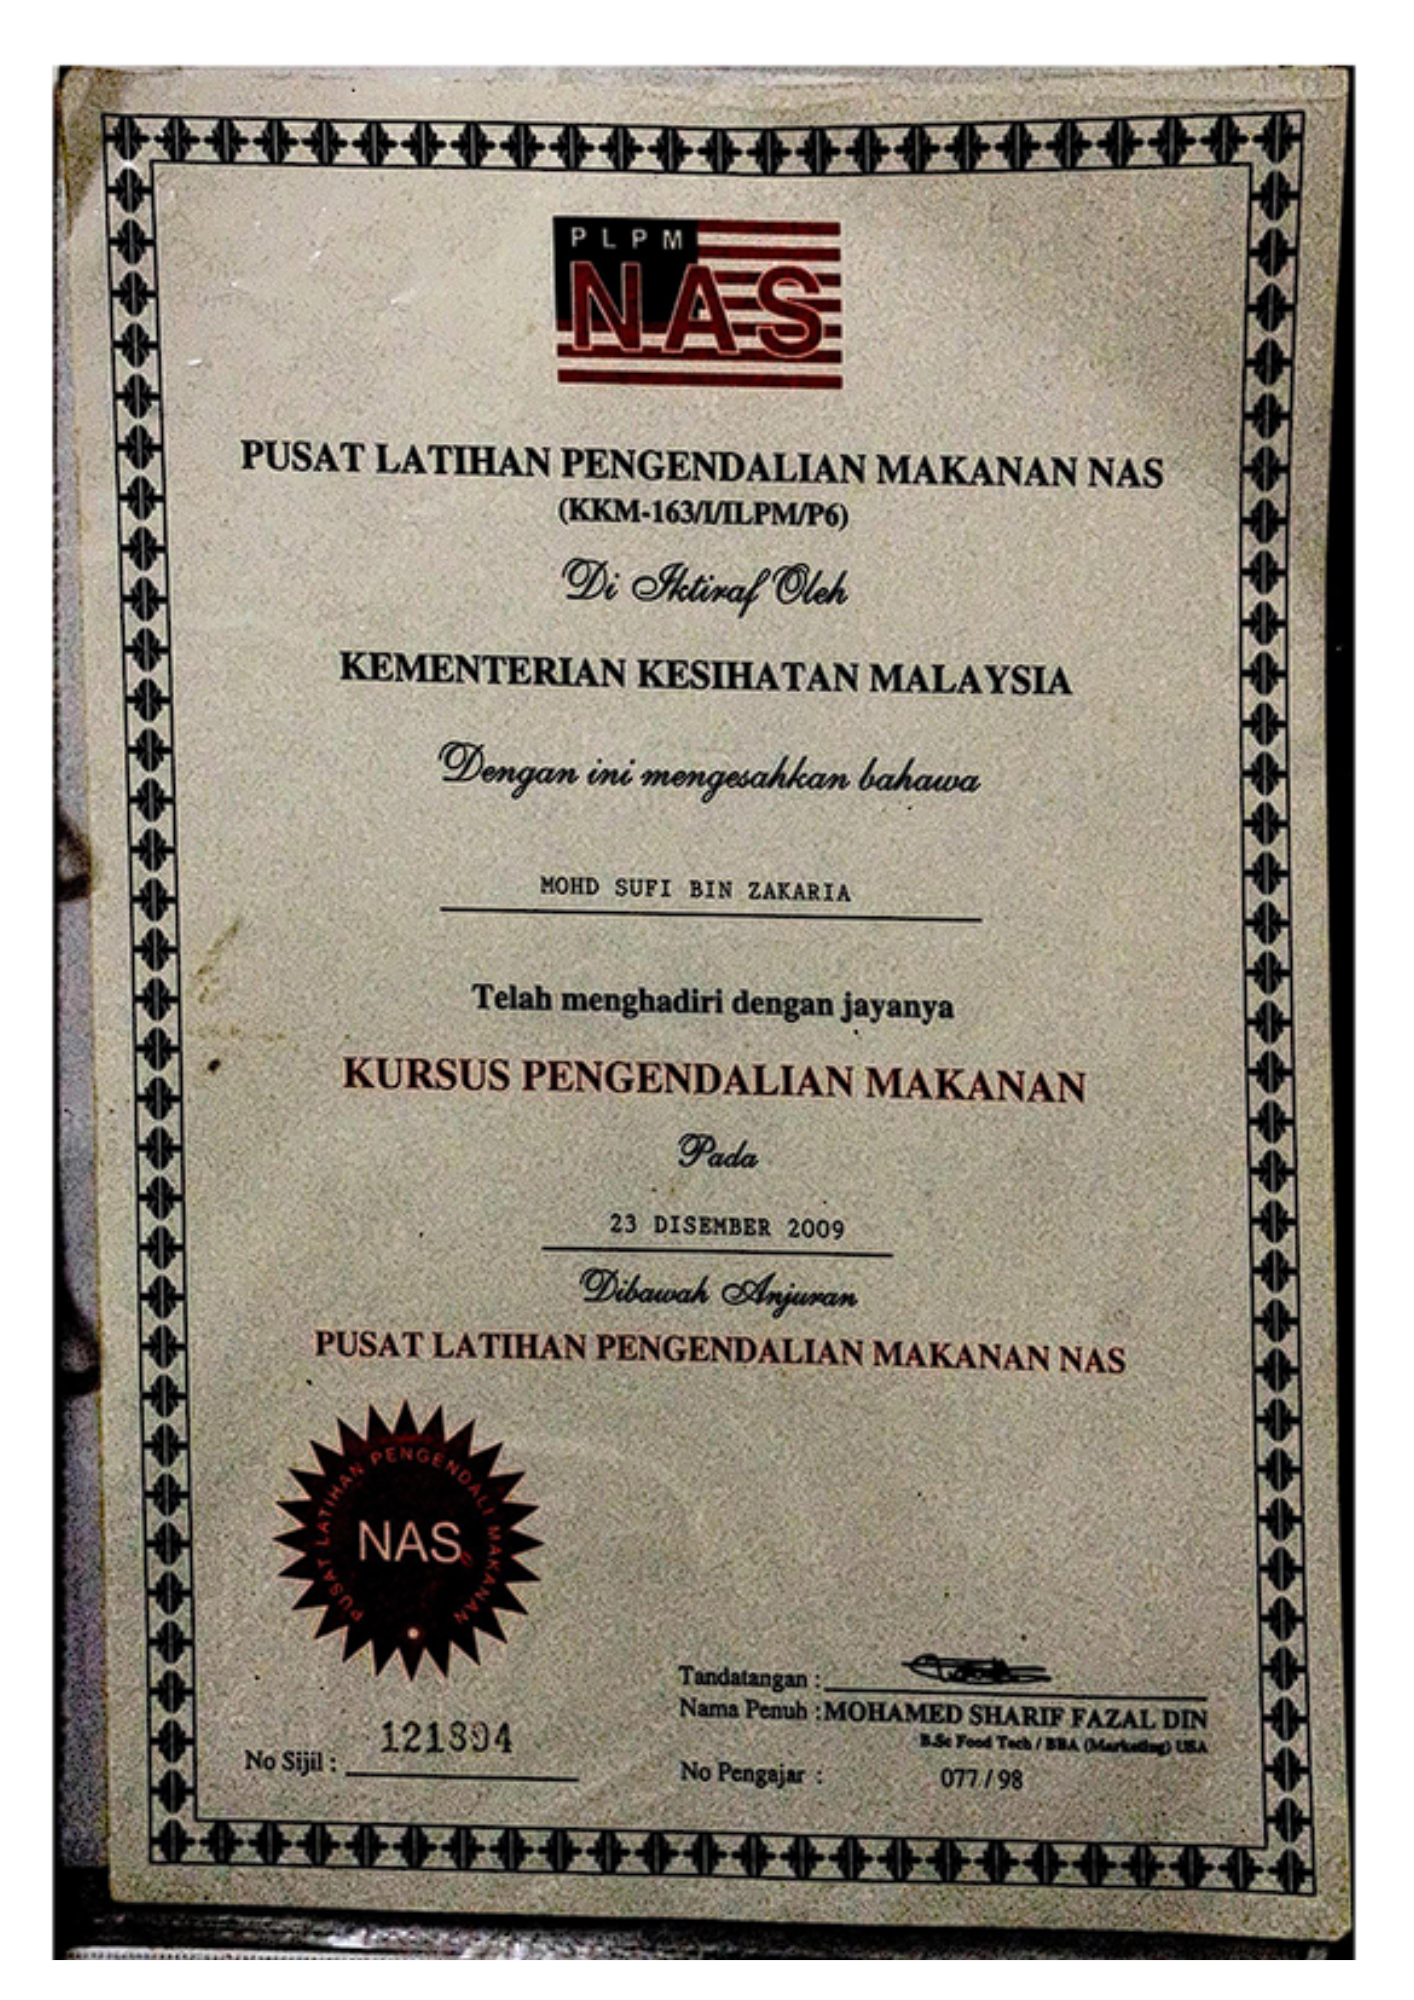 PLPM
NAS
PUSAT LATIHAN PENGENDALIAN MAKANAN NAS
(KKM-163/I/ILPM/P6)
Di Iktiraf Oleh
KEMENTERIAN KESIHATAN MALAYSIA
Dengan ini mengesahkan bahawa
MOHD SUFI BIN ZAKARIA
Telah menghadiri dengan jayanya
KURSUS PENGENDALIAN MAKANAN
Pada
23 DISEMBER 2009
Dibawah Anjuran
PUSAT LATIHAN PENGENDALIAN MAKANAN NAS
PUSAT LATIHAN PENGENDALI MAKANAN
NAS
Tandatangan :
Nama Penuh : MOHAMED SHARIF FAZAL DIN
B.Sc Food Tech / BBA (Marketing) USA
No Sijil : 121894
No Pengajar : 077 / 98